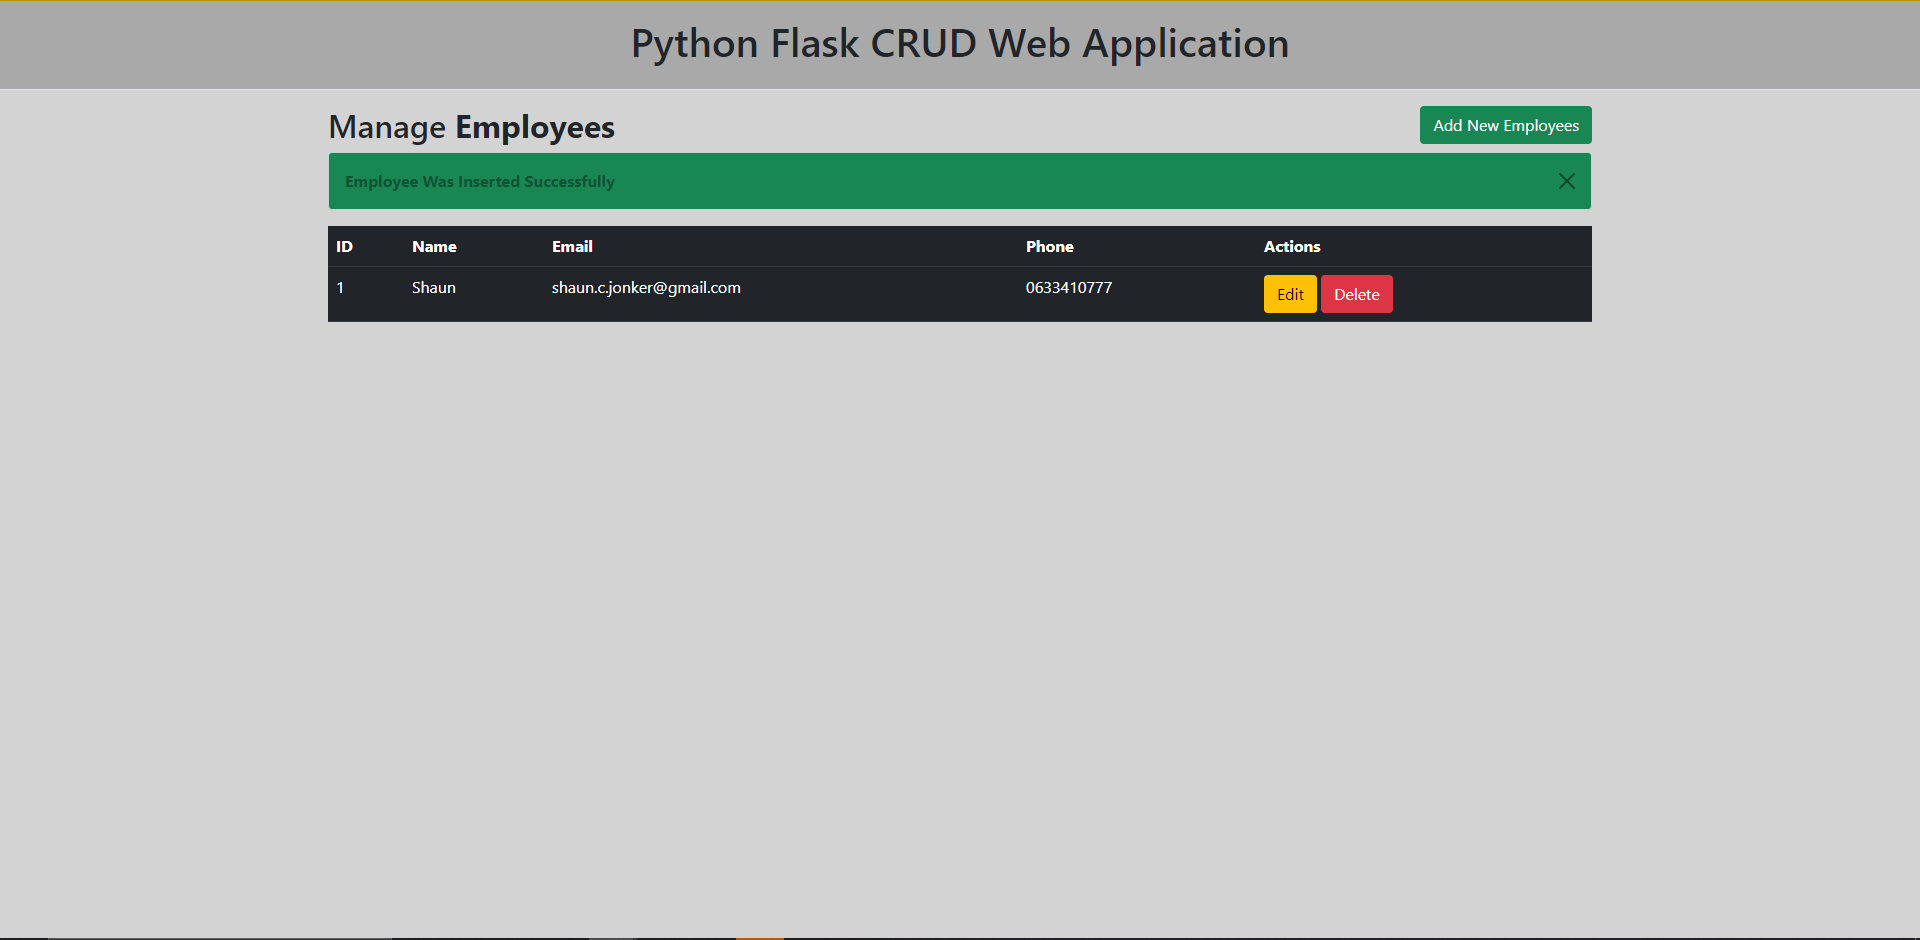 Python Flask CRUD Web Application
Manage Employees
Add New Employees
Employee Was Inserted Successfully
ID Name Email Phone Actions
1 Shaun shaun.c.jonker@gmail.com 0633410777 Edit Delete